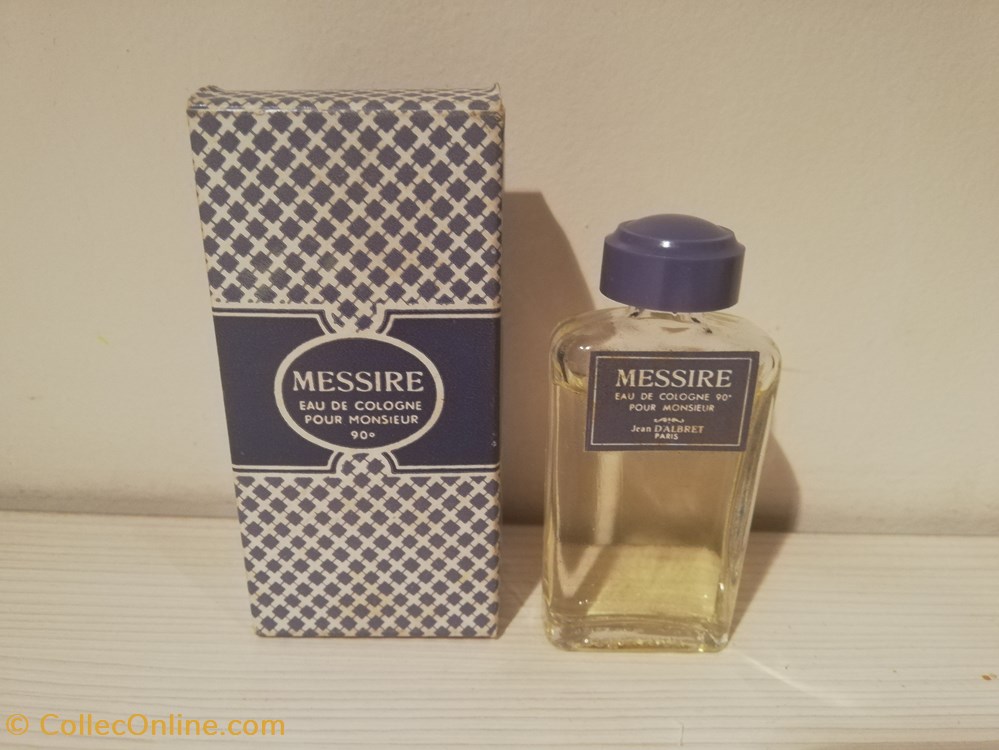 MESSIRE
EAU DE COLOGNE
POUR MONSIEUR
90°
MESSIRE
EAU DE COLOGNE 90°
POUR MONSIEUR
Jean D'ALBRET
PARIS
© CollecOnline.com